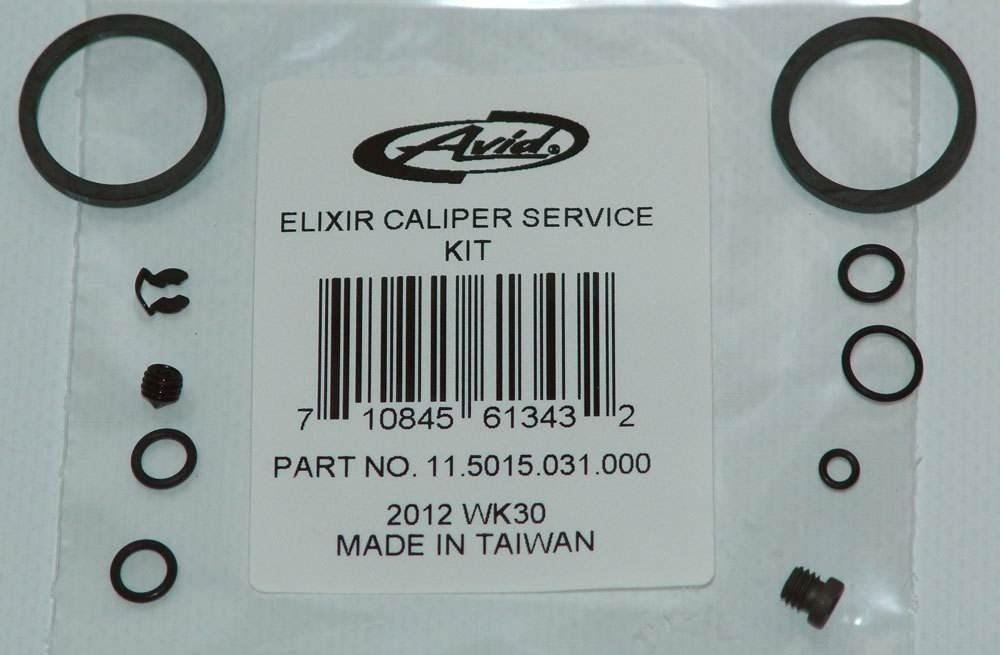 Avid®
ELIXIR CALIPER SERVICE
KIT
7 10845 61343 2
PART NO. 11.5015.031.000
2012 WK30
MADE IN TAIWAN